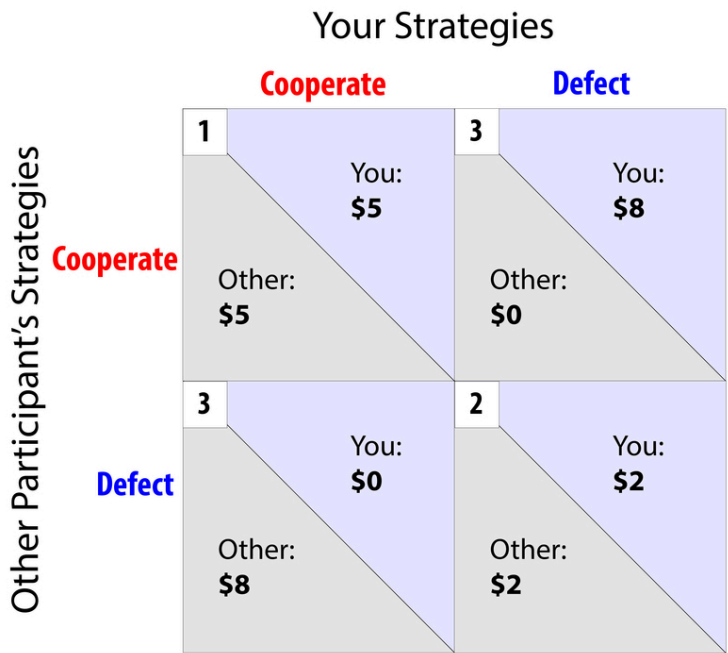 Your Strategies
Cooperate
Defect
Other Participant's Strategies
Cooperate
1
You:
$5
Other:
$5
3
You:
$8
Other:
$0
Defect
3
You:
$0
Other:
$8
2
You:
$2
Other:
$2